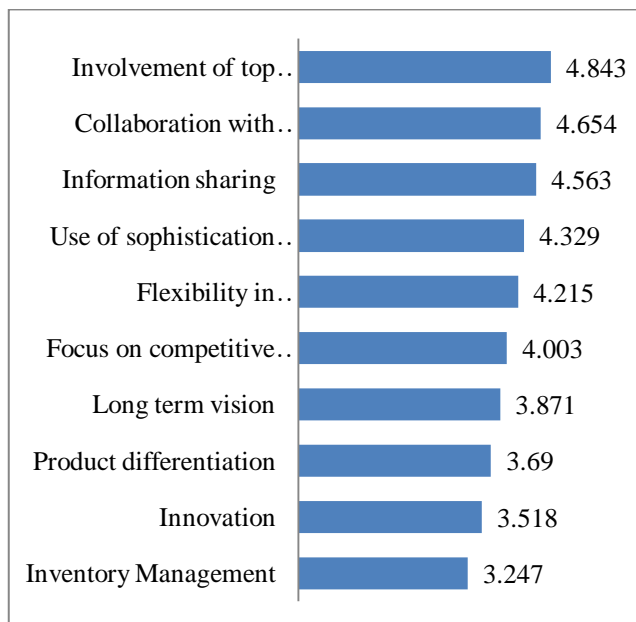 Involvement of top.. 4.843
Collaboration with.. 4.654
Information sharing 4.563
Use of sophistication.. 4.329
Flexibility in.. 4.215
Focus on competitive.. 4.003
Long term vision 3.871
Product differentiation 3.69
Innovation 3.518
Inventory Management 3.247